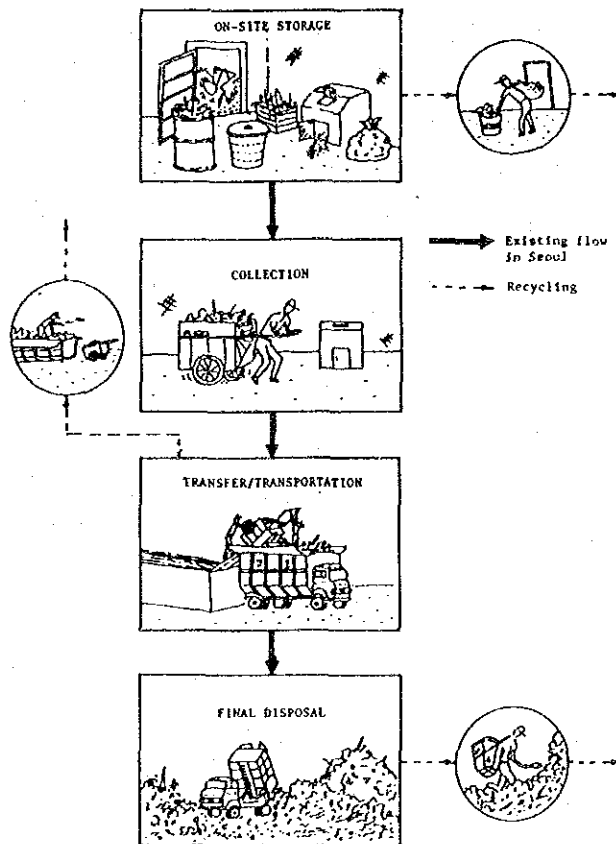 ON-SITE STORAGE
Existing flow
in Seoul
COLLECTION
Recycling
TRANSFER/TRANSPORTATION
FINAL DISPOSAL